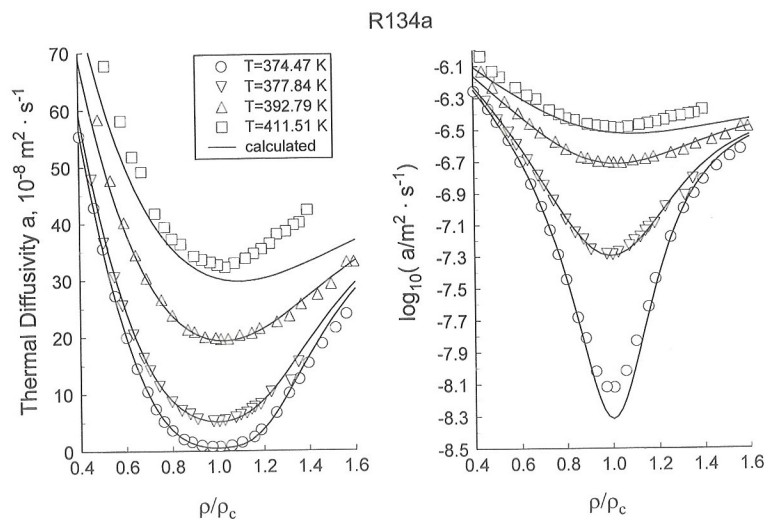 R134a
Thermal Diffusivity a, 10⁻⁸ m² · s⁻¹
70
60
50
40
30
20
10
0
0.4 0.6 0.8 1.0 1.2 1.4 1.6
ρ/ρc
T=374.47 K
T=377.84 K
T=392.79 K
T=411.51 K
calculated
log₁₀( a/m² · s⁻¹)
-6.1
-6.3
-6.5
-6.7
-6.9
-7.1
-7.3
-7.5
-7.7
-7.9
-8.1
-8.3
-8.5
0.4 0.6 0.8 1.0 1.2 1.4 1.6
ρ/ρc